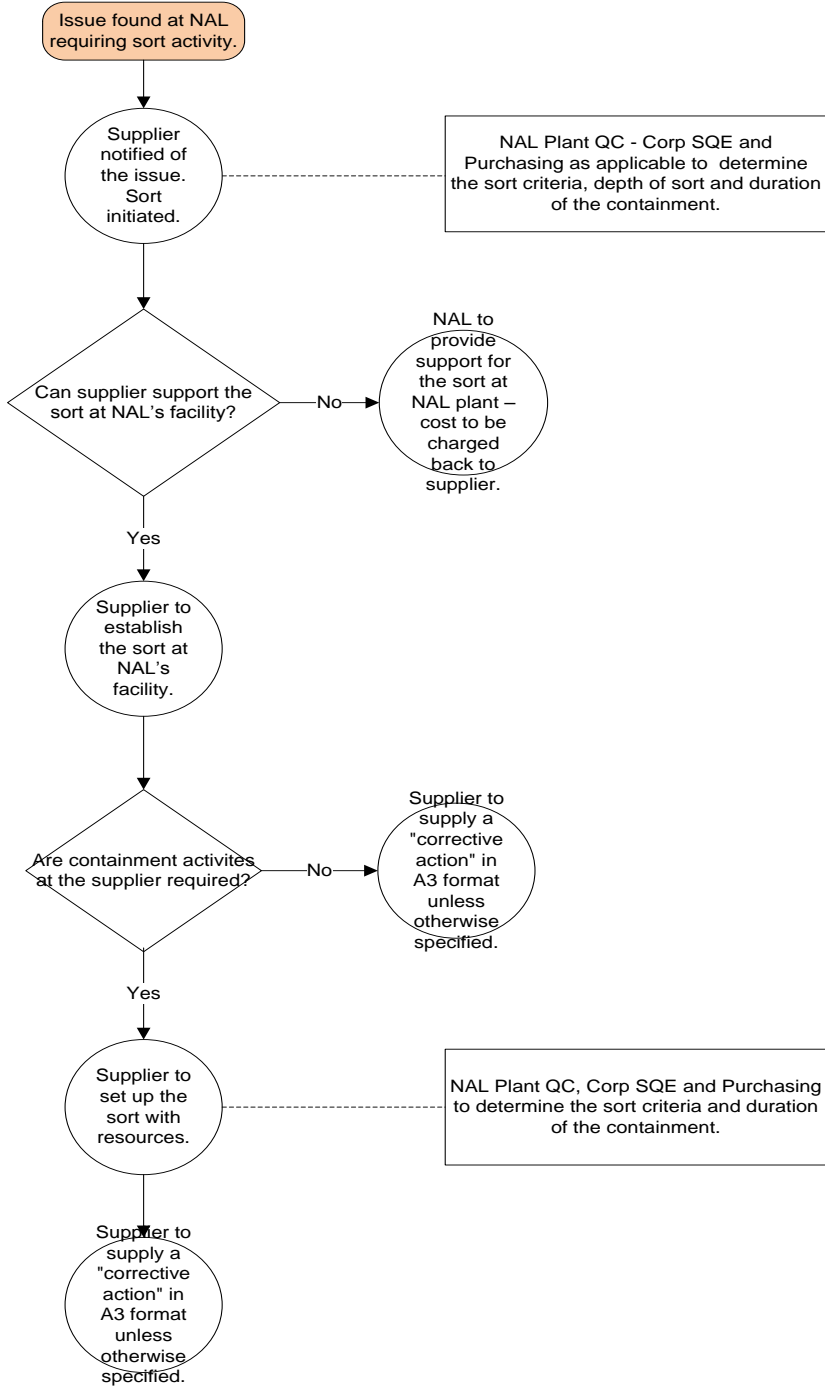 Issue found at NAL
requiring sort activity.
Supplier
notified of
the issue.
Sort
initiated.
NAL Plant QC - Corp SQE and
Purchasing as applicable to determine
the sort criteria, depth of sort and duration
of the containment.
Can supplier support the
sort at NAL's facility?
No
NAL to
provide
support for
the sort at
NAL plant –
cost to be
charged
back to
supplier.
Yes
Supplier to
establish
the sort at
NAL's
facility.
Are containment activites
at the supplier required?
No
Supplier to
supply a
"corrective
action" in
A3 format
unless
otherwise
specified.
Yes
Supplier to
set up the
sort with
resources.
NAL Plant QC, Corp SQE and Purchasing
to determine the sort criteria and duration
of the containment.
Supplier to
supply a
"corrective
action" in
A3 format
unless
otherwise
specified.